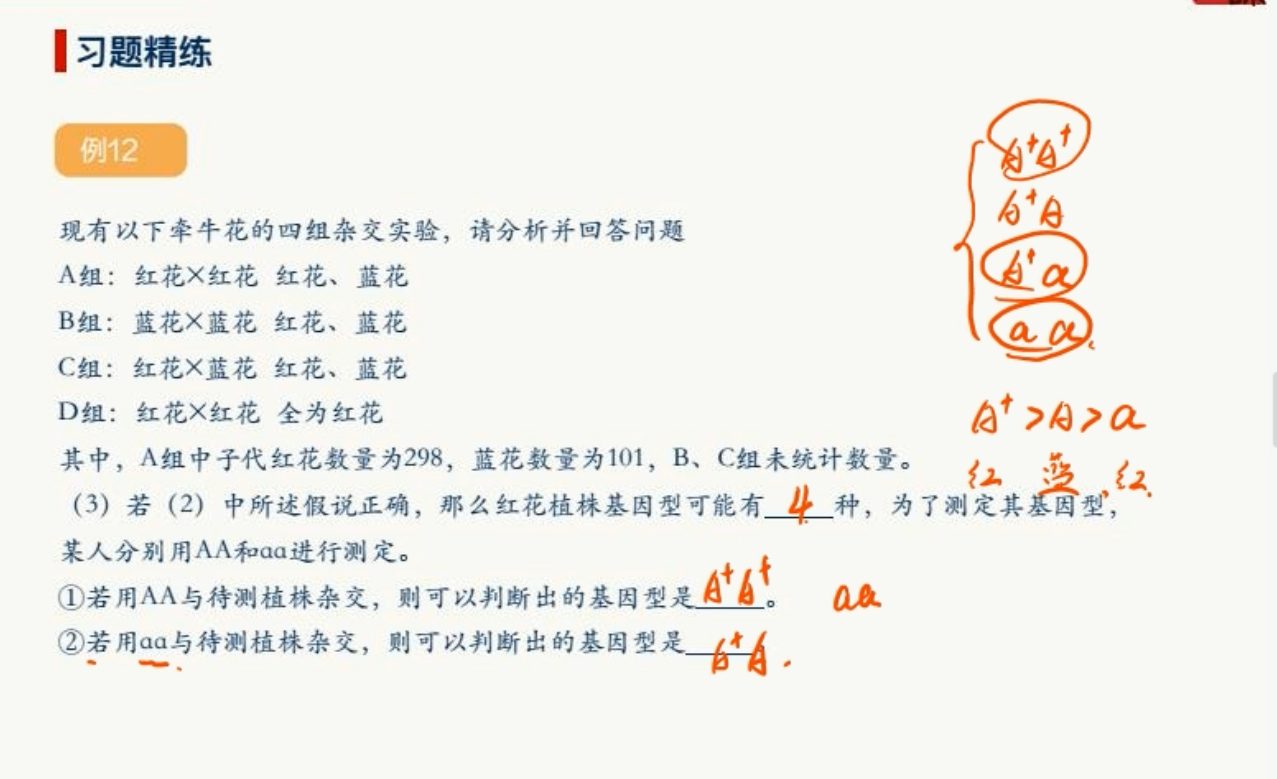 习题精练
例12
现有以下牵牛花的四组杂交实验，请分析并回答问题
A组：红花×红花 红花、蓝花
B组：蓝花×蓝花 红花、蓝花
C组：红花×蓝花 红花、蓝花
D组：红花×红花 全为红花
其中，A组中子代红花数量为298，蓝花数量为101，B、C组未统计数量。
（3）若（2）中所述假说正确，那么红花植株基因型可能有 4 种，为了测定其基因型，
某人分别用AA和aa进行测定。
①若用AA与待测植株杂交，则可以判断出的基因型是 A⁺A⁺ 。 aa
②若用aa与待测植株杂交，则可以判断出的基因型是 A⁺A .
A⁺A⁺
A⁺A
A⁺a
aa
A⁺>A>a
红 蓝 红